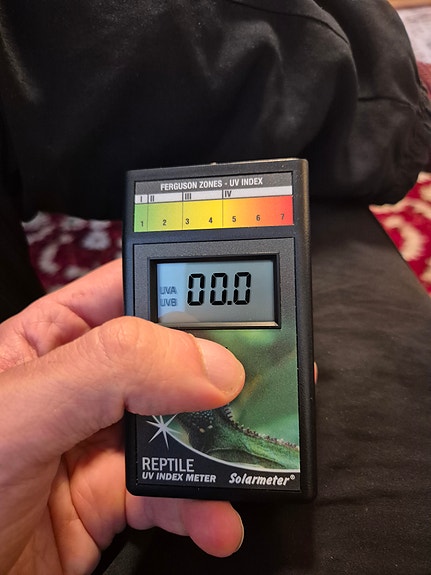 FERGUSON ZONES - UV INDEX
I II III IV
1 2 3 4 5 6 7
UVA
UVB
00.0
REPTILE
UV INDEX METER Solarmeter®